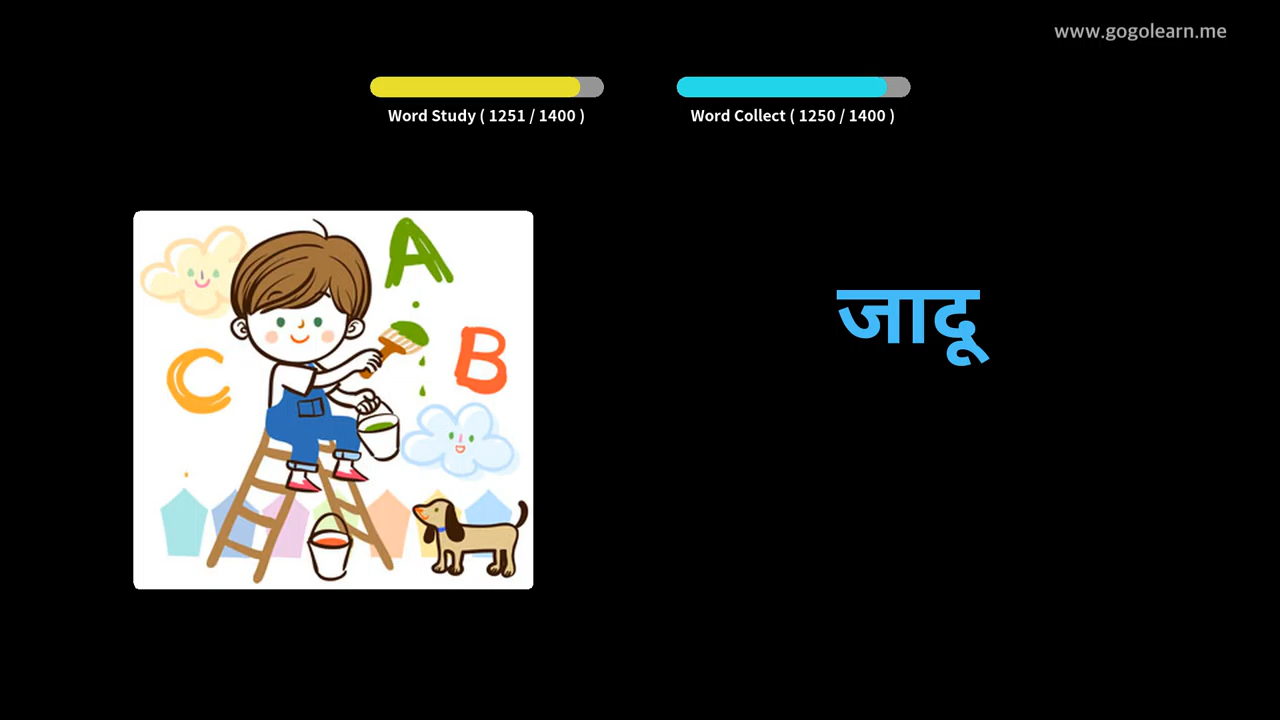 www.gogolearn.me
Word Study ( 1251 / 1400 )
Word Collect ( 1250 / 1400 )
A
B
C
जादू